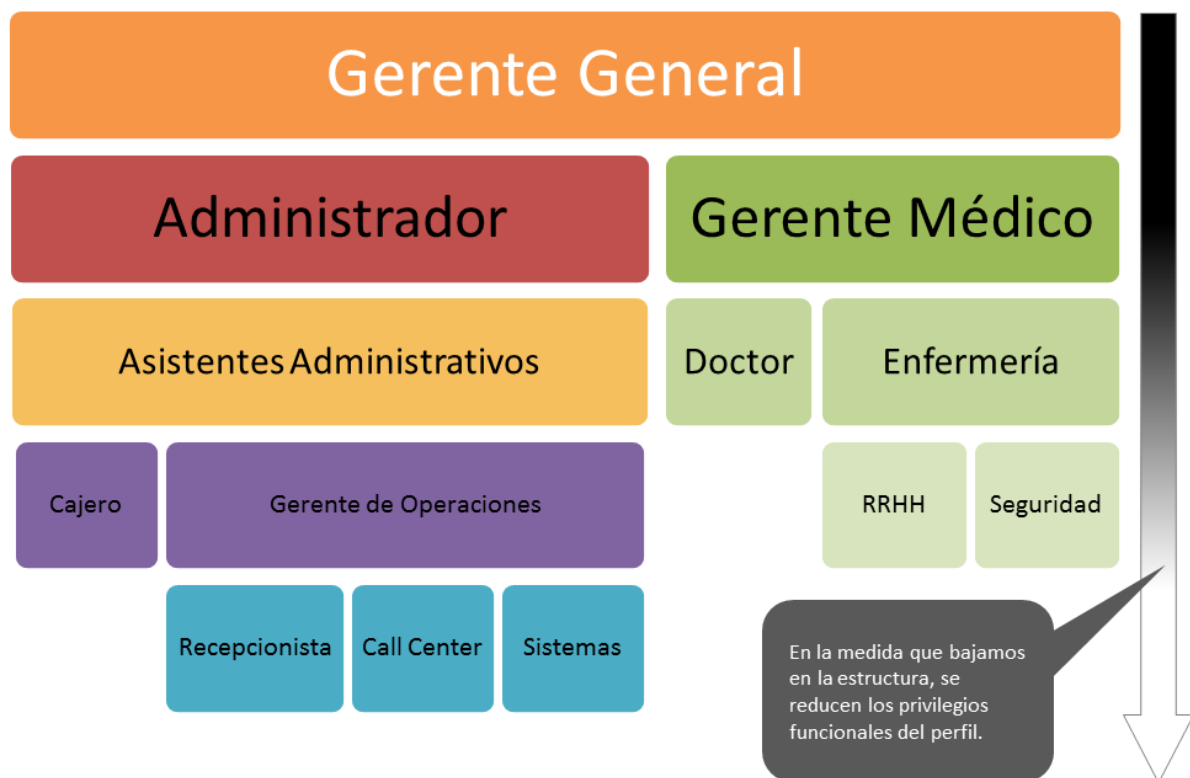 Gerente General
Administrador
Gerente Médico
Asistentes Administrativos
Doctor
Enfermería
Cajero
Gerente de Operaciones
RRHH
Seguridad
Recepcionista
Call Center
Sistemas
En la medida que bajamos
en la estructura, se
reducen los privilegios
funcionales del perfil.